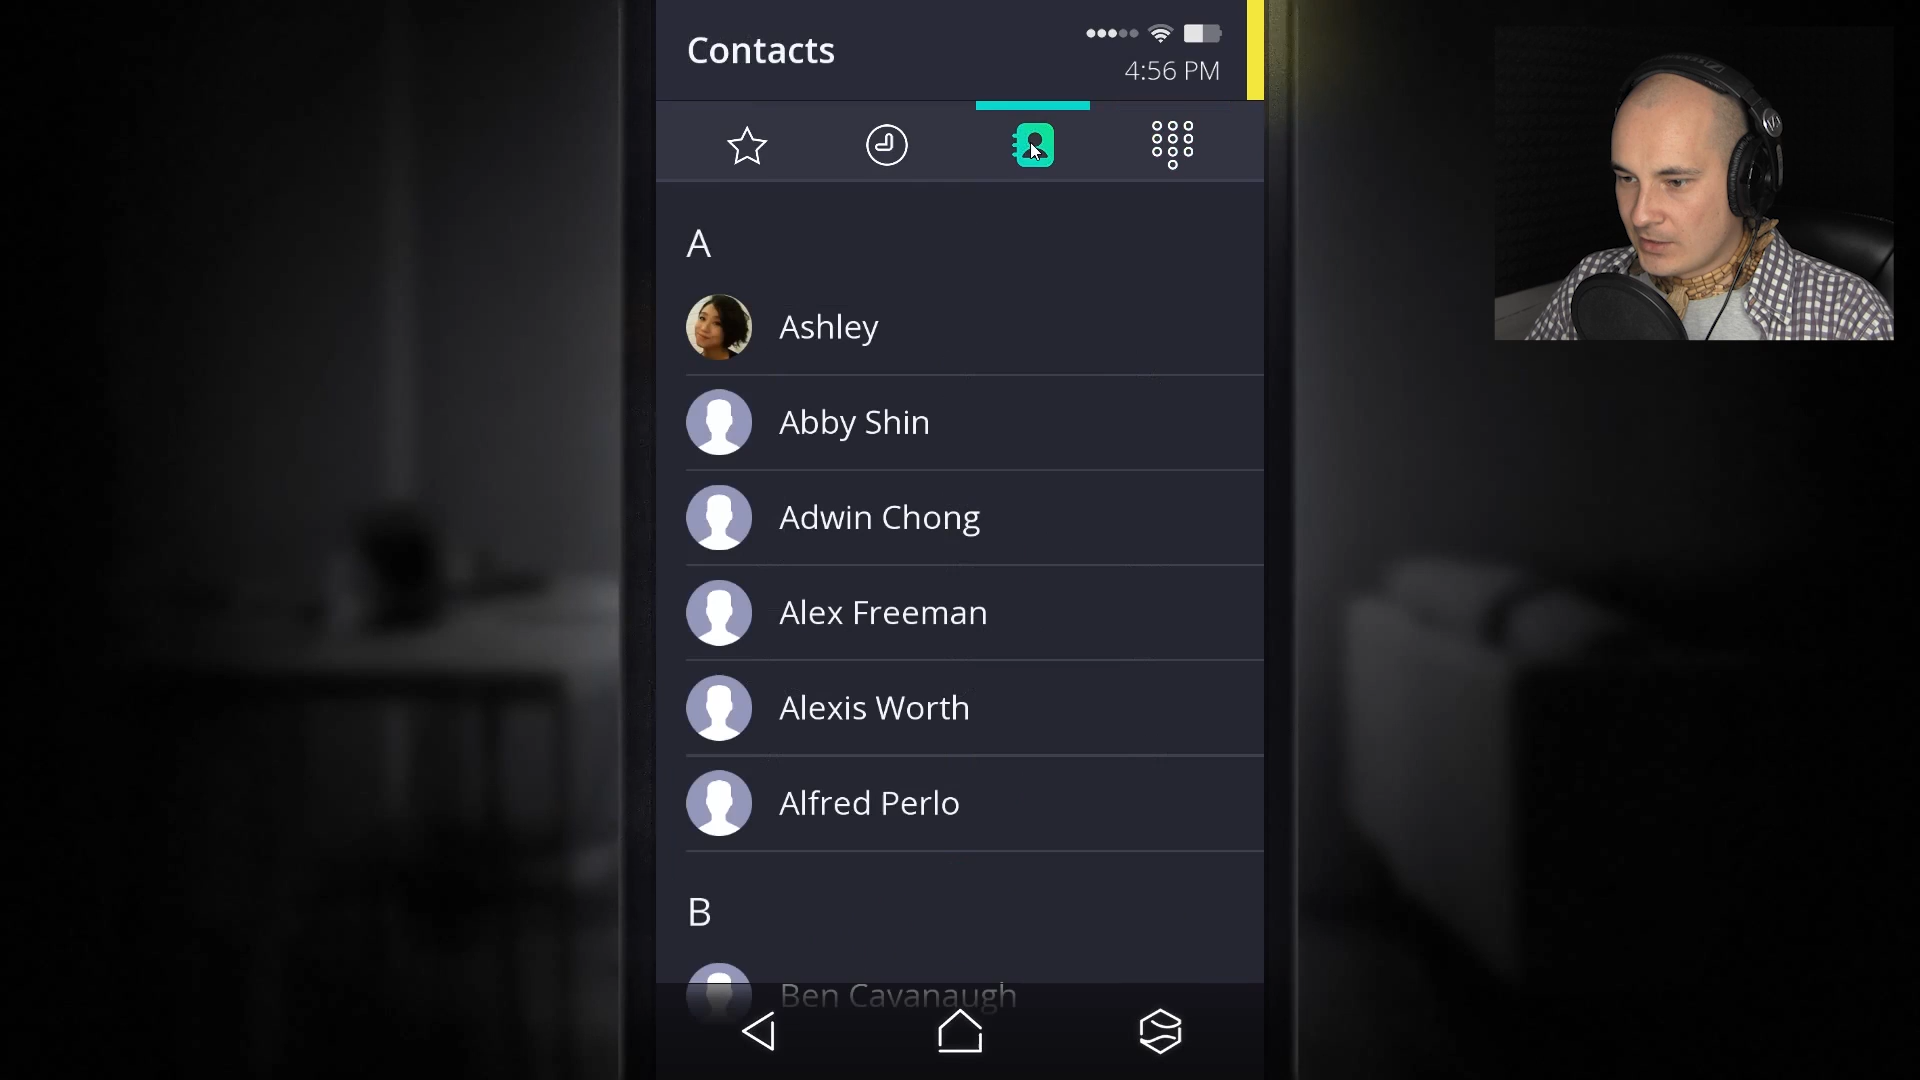 Contacts
4:56 PM
A
Ashley
Abby Shin
Adwin Chong
Alex Freeman
Alexis Worth
Alfred Perlo
B
Ben Cavanaugh